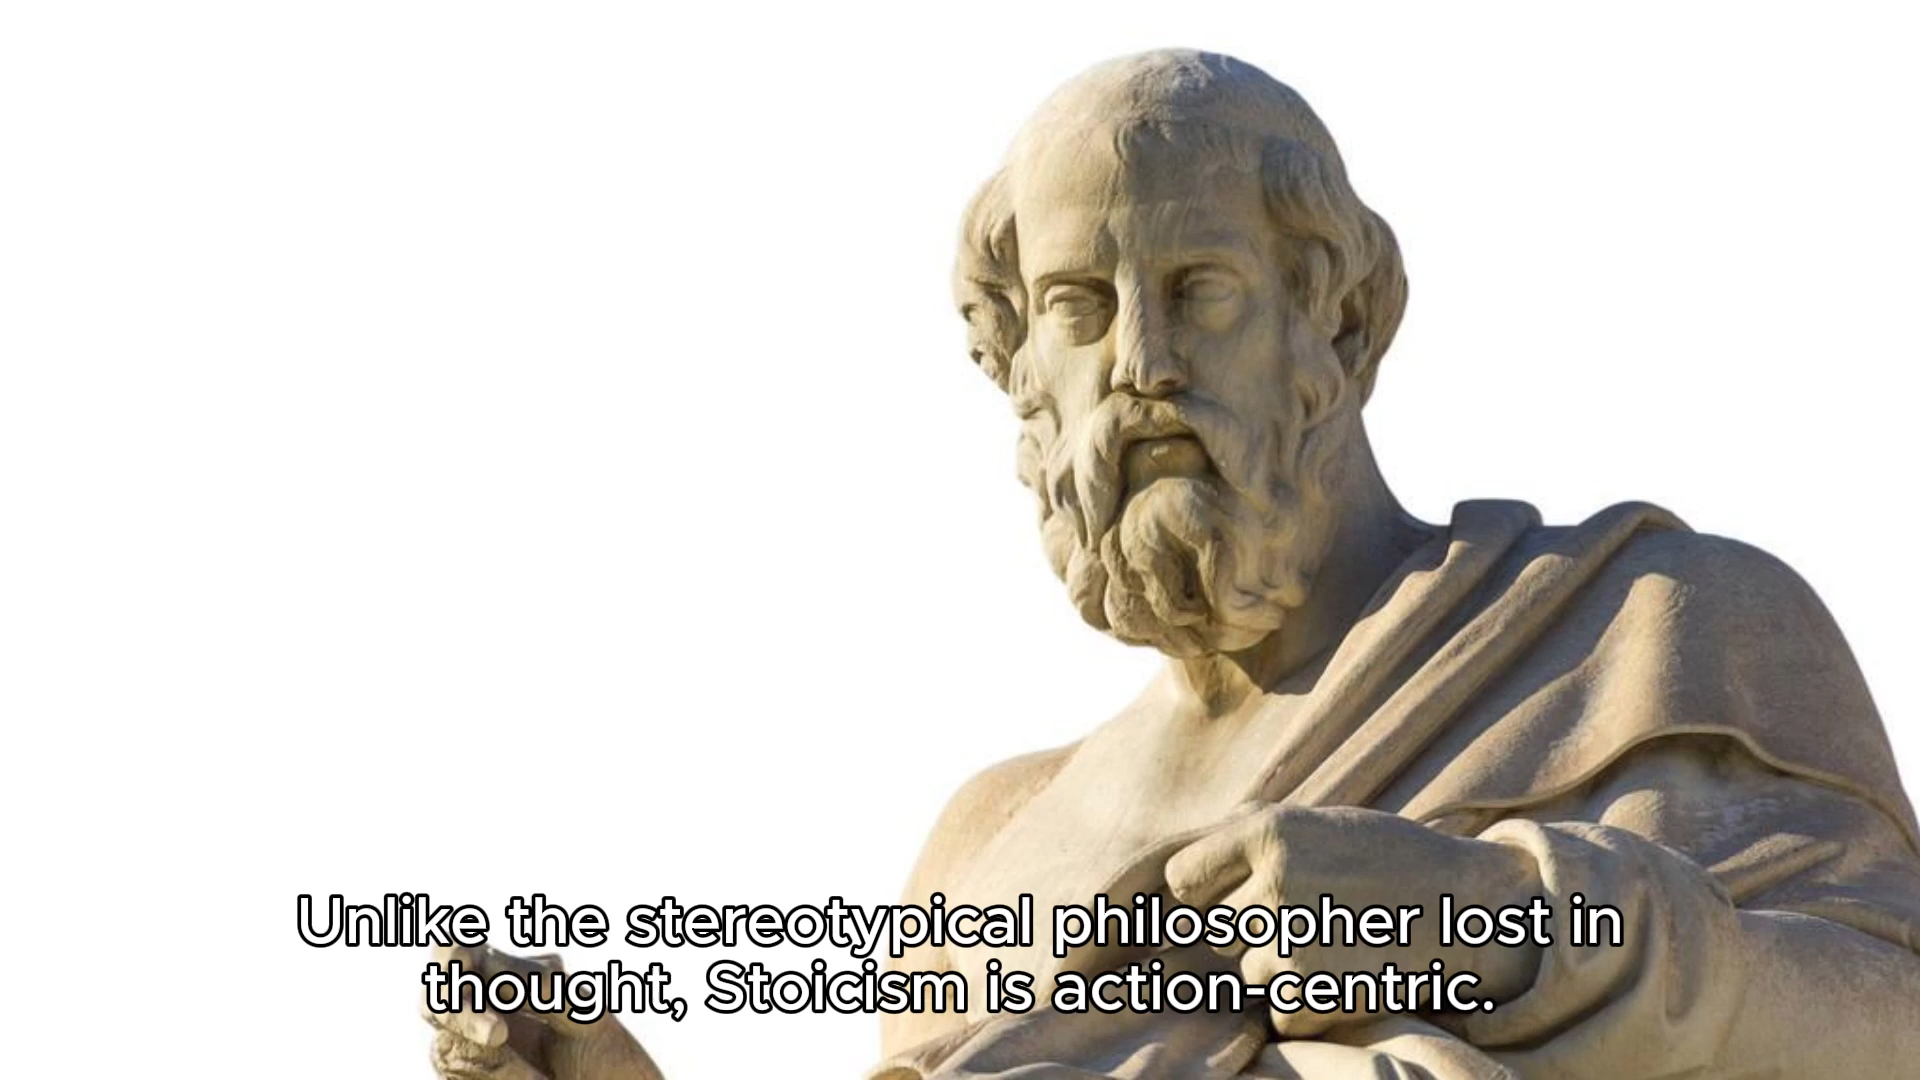 Unlike the stereotypical philosopher lost in
thought, Stoicism is action-centric.